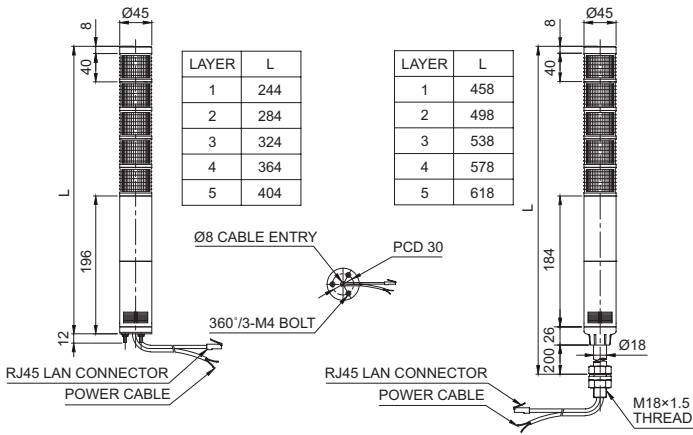 Ø45
8
40
L
196
12
LAYER L
1 244
2 284
3 324
4 364
5 404
Ø8 CABLE ENTRY
PCD 30
360°/3-M4 BOLT
RJ45 LAN CONNECTOR
POWER CABLE
LAYER L
1 458
2 498
3 538
4 578
5 618
Ø45
8
40
L
184
26
200
Ø18
RJ45 LAN CONNECTOR
POWER CABLE
M18×1.5
THREAD